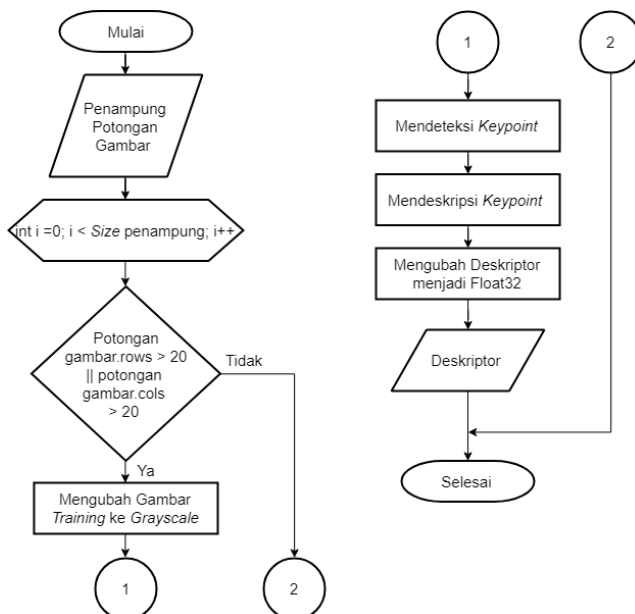 Mulai
Penampung
Potongan
Gambar
int i =0; i < Size penampung; i++
Potongan
gambar.rows > 20
|| potongan
gambar.cols
> 20
Tidak
Ya
Mengubah Gambar
Training ke Grayscale
1
2
1
2
Mendeteksi Keypoint
Mendeskripsi Keypoint
Mengubah Deskriptor
menjadi Float32
Deskriptor
Selesai